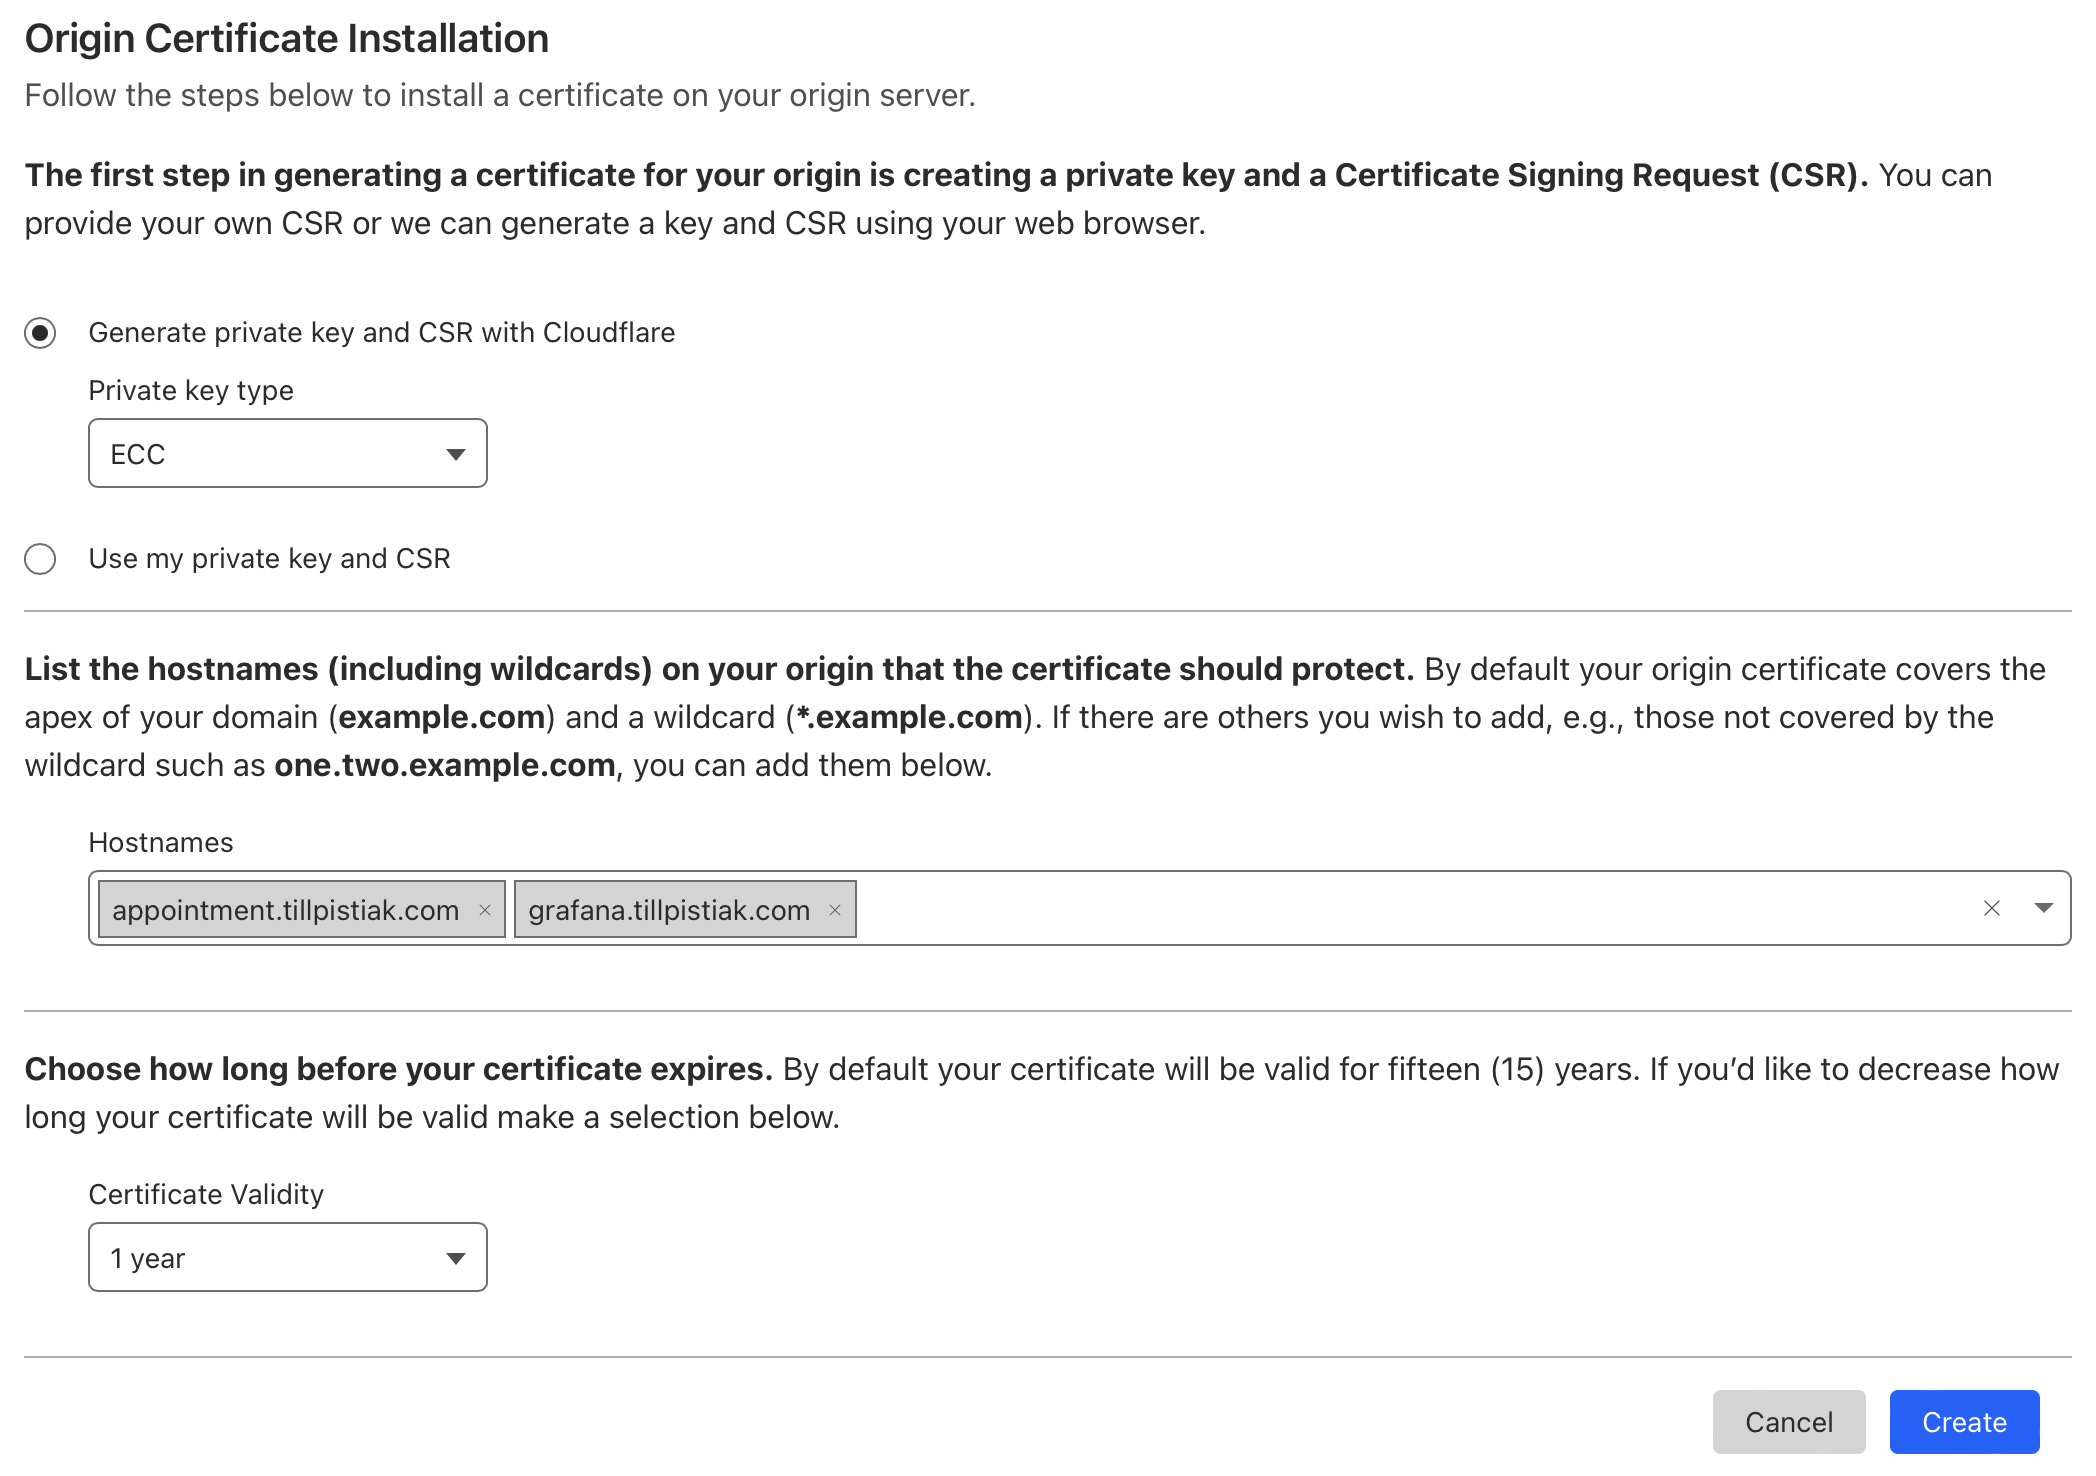 Origin Certificate Installation
Follow the steps below to install a certificate on your origin server.
The first step in generating a certificate for your origin is creating a private key and a Certificate Signing Request (CSR). You can
provide your own CSR or we can generate a key and CSR using your web browser.
Generate private key and CSR with Cloudflare
Private key type
ECC
Use my private key and CSR
List the hostnames (including wildcards) on your origin that the certificate should protect. By default your origin certificate covers the
apex of your domain (example.com) and a wildcard (*.example.com). If there are others you wish to add, e.g., those not covered by the
wildcard such as one.two.example.com, you can add them below.
Hostnames
appointment.tillpistiak.com × grafana.tillpistiak.com ×
Choose how long before your certificate expires. By default your certificate will be valid for fifteen (15) years. If you’d like to decrease how
long your certificate will be valid make a selection below.
Certificate Validity
1 year
Cancel Create